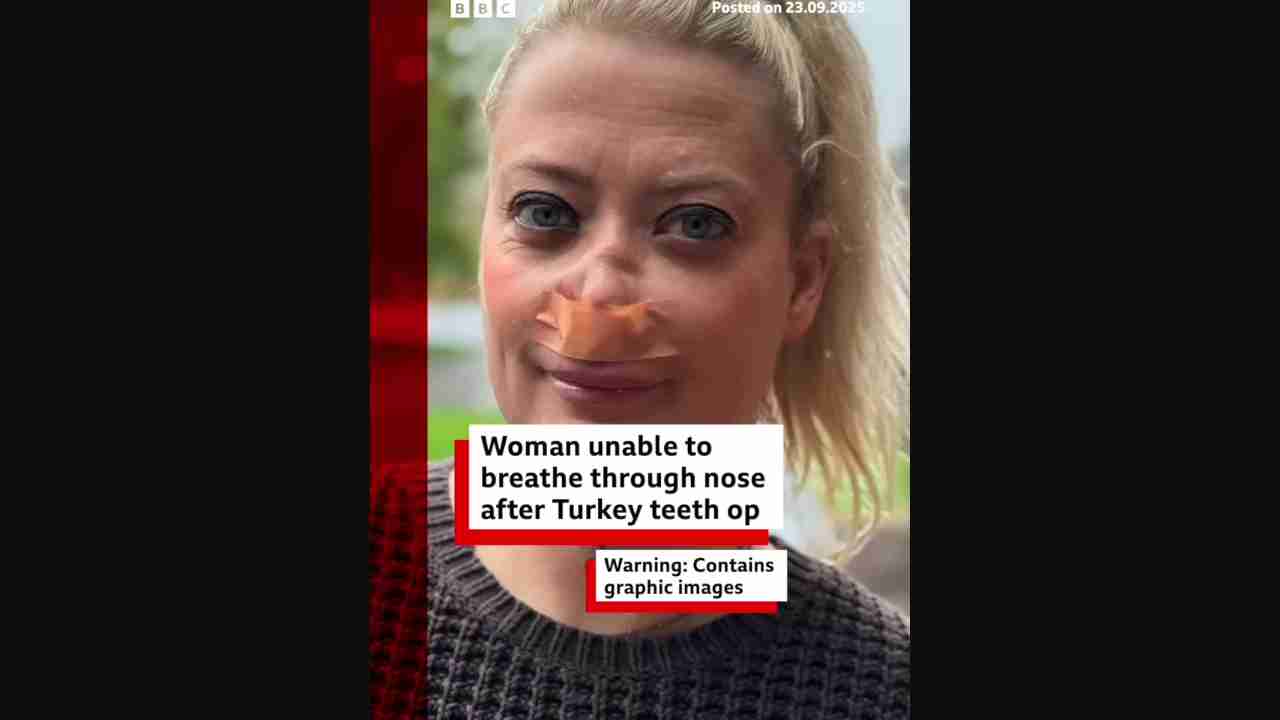 BBC
Posted on 23.09.2025
Woman unable to
breathe through nose
after Turkey teeth op
Warning: Contains
graphic images